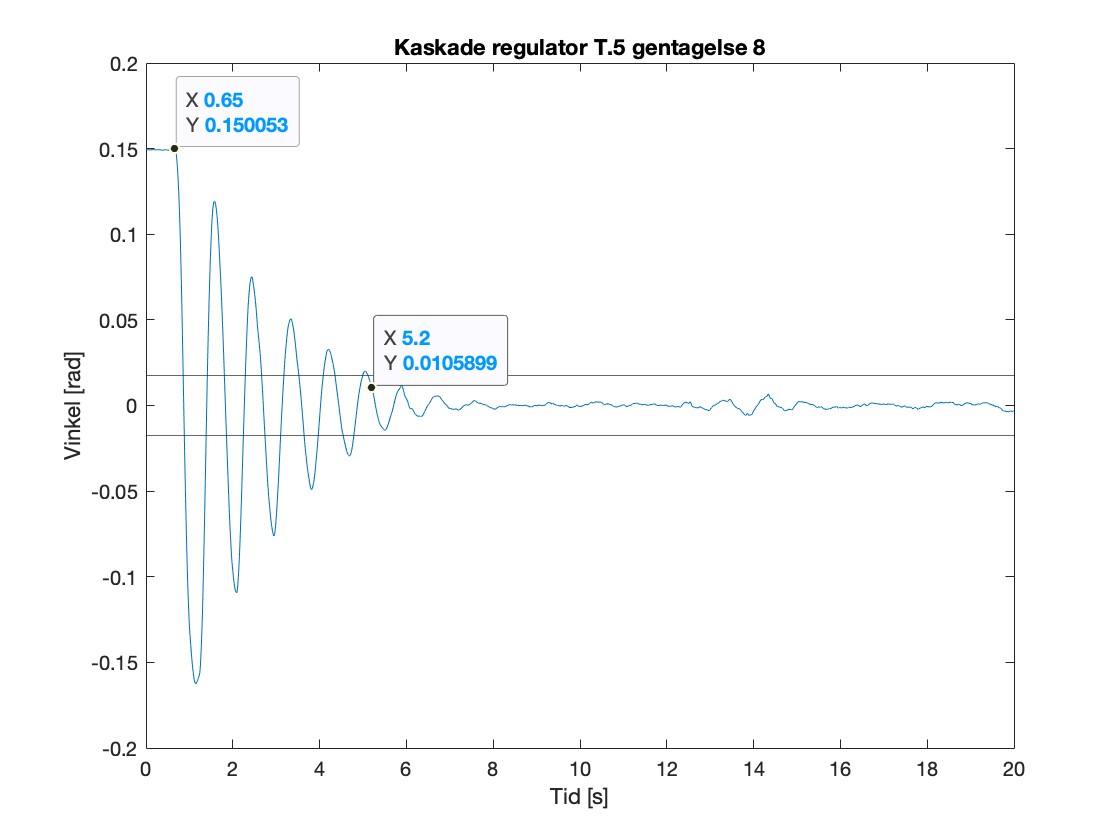 Kaskade regulator T.5 gentagelse 8
0.2
X 0.65
Y 0.150053
0.15
0.1
0.05
X 5.2
Y 0.0105899
0
-0.05
-0.1
-0.15
-0.2
Vinkel [rad]
0 2 4 6 8 10 12 14 16 18 20
Tid [s]